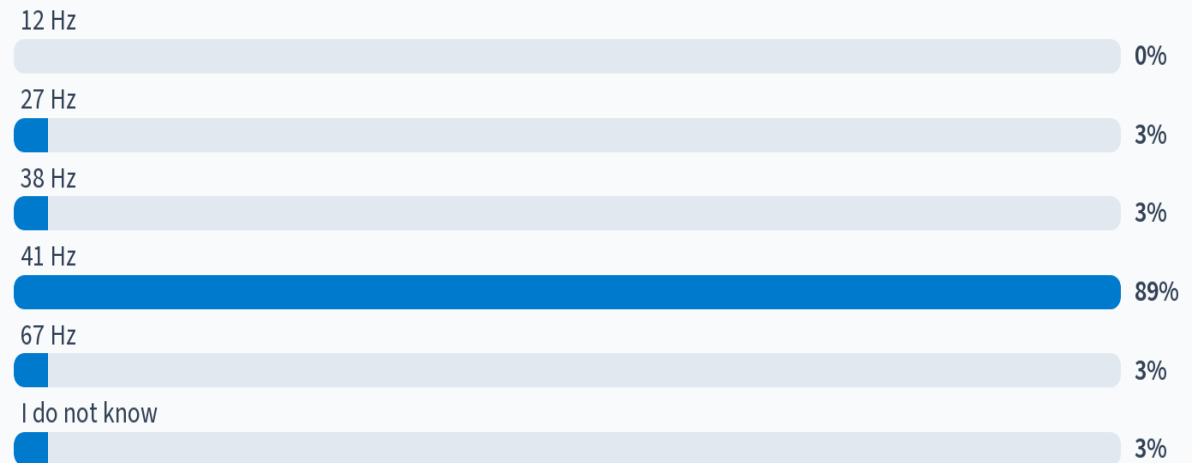 12 Hz
0%
27 Hz
3%
38 Hz
3%
41 Hz
89%
67 Hz
3%
I do not know
3%